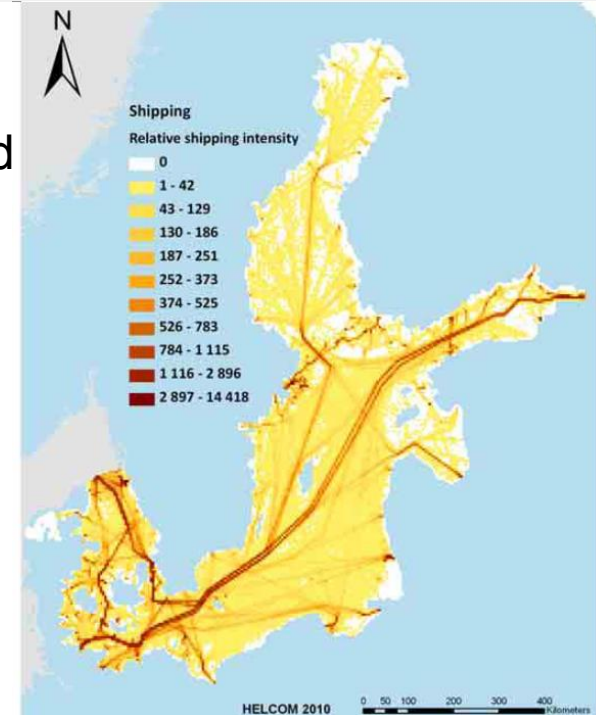 N
d
Shipping
Relative shipping intensity
0
1 - 42
43 - 129
130 - 186
187 - 251
252 - 373
374 - 525
526 - 783
784 - 1 115
1 116 - 2 896
2 897 - 14 418
HELCOM 2010
0 50 100 200 300 400
Kilometers